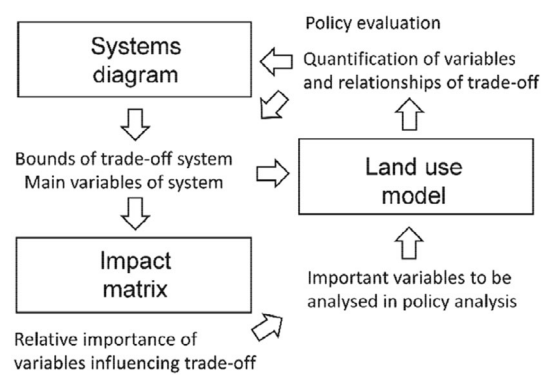 Systems
diagram
Policy evaluation
Quantification of variables
and relationships of trade-off
Bounds of trade-off system
Main variables of system
Land use
model
Impact
matrix
Important variables to be
analysed in policy analysis
Relative importance of
variables influencing trade-off